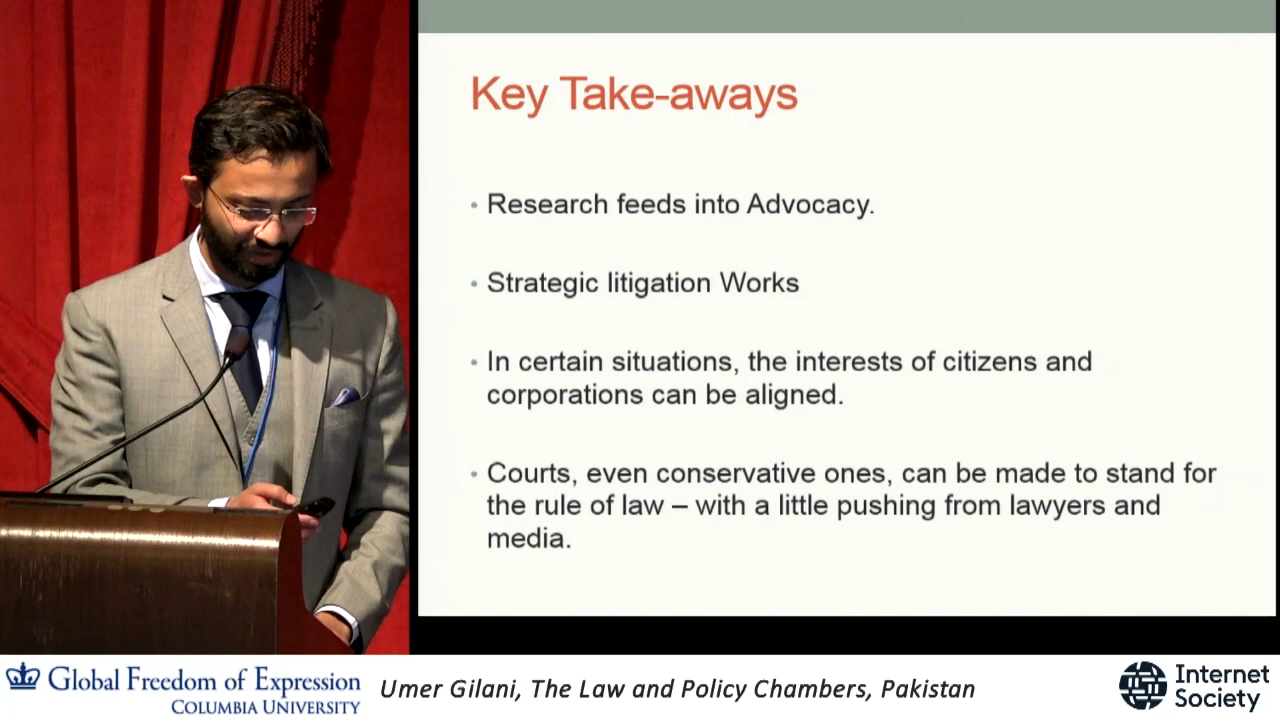 Key Take-aways
• Research feeds into Advocacy.
• Strategic litigation Works
• In certain situations, the interests of citizens and
corporations can be aligned.
• Courts, even conservative ones, can be made to stand for
the rule of law – with a little pushing from lawyers and
media.
Global Freedom of Expression
COLUMBIA UNIVERSITY
Umer Gilani, The Law and Policy Chambers, Pakistan
Internet
Society